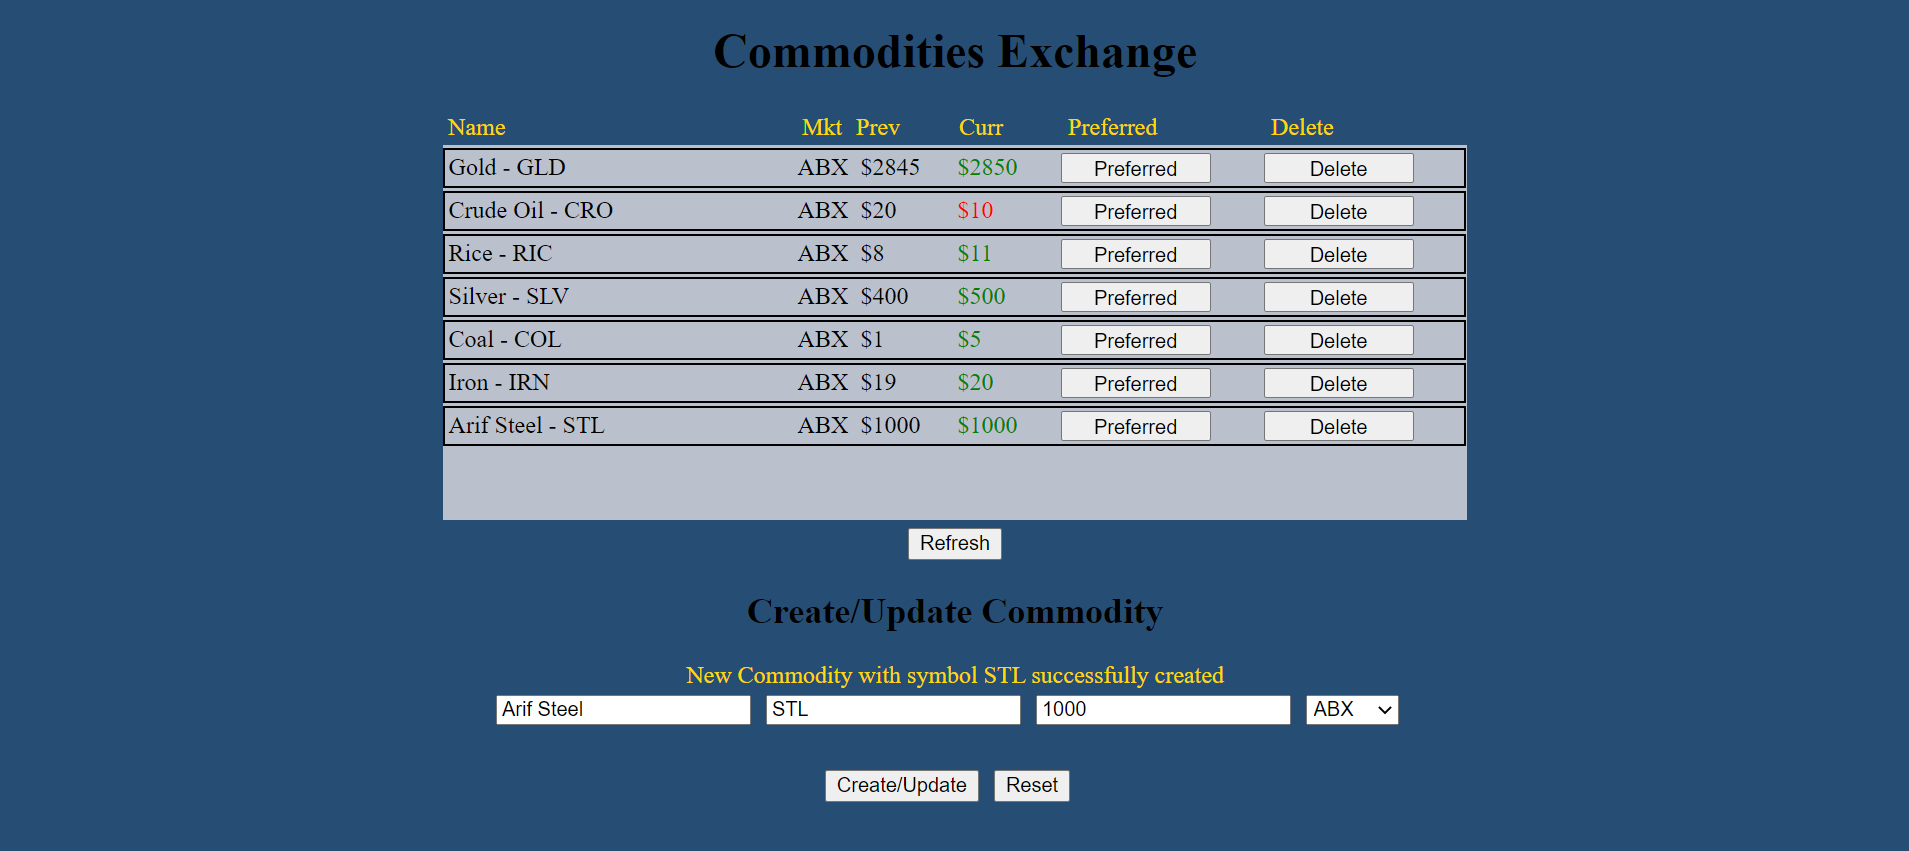 Commodities Exchange
Name Mkt Prev Curr Preferred Delete
Gold - GLD ABX $2845 $2850 Preferred Delete
Crude Oil - CRO ABX $20 $10 Preferred Delete
Rice - RIC ABX $8 $11 Preferred Delete
Silver - SLV ABX $400 $500 Preferred Delete
Coal - COL ABX $1 $5 Preferred Delete
Iron - IRN ABX $19 $20 Preferred Delete
Arif Steel - STL ABX $1000 $1000 Preferred Delete
Refresh
Create/Update Commodity
New Commodity with symbol STL successfully created
Arif Steel STL 1000 ABX
Create/Update Reset